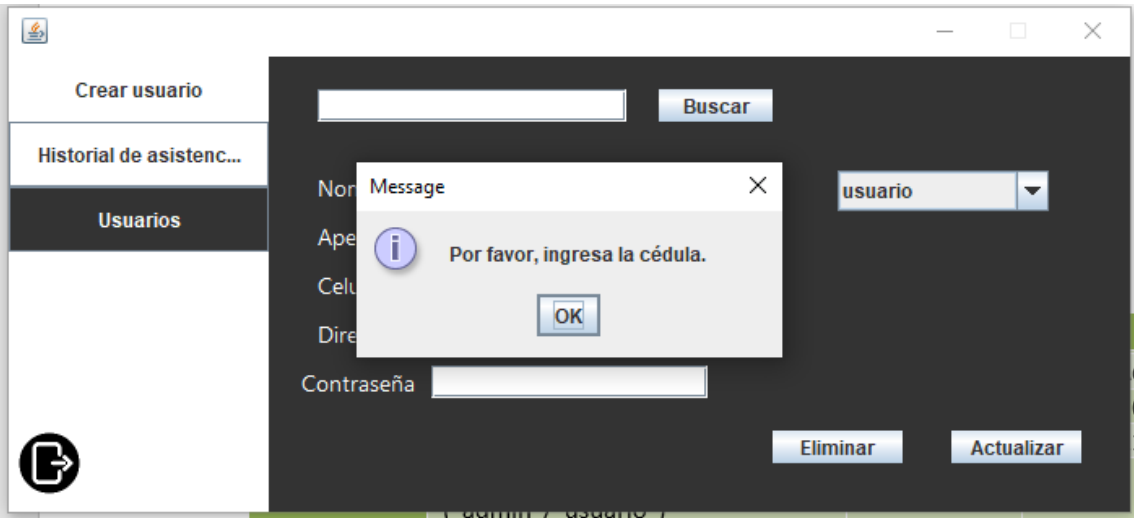 Crear usuario
Buscar
Historial de asistenc...
Message
usuario
Usuarios
Por favor, ingresa la cédula.
OK
Contraseña
Eliminar
Actualizar